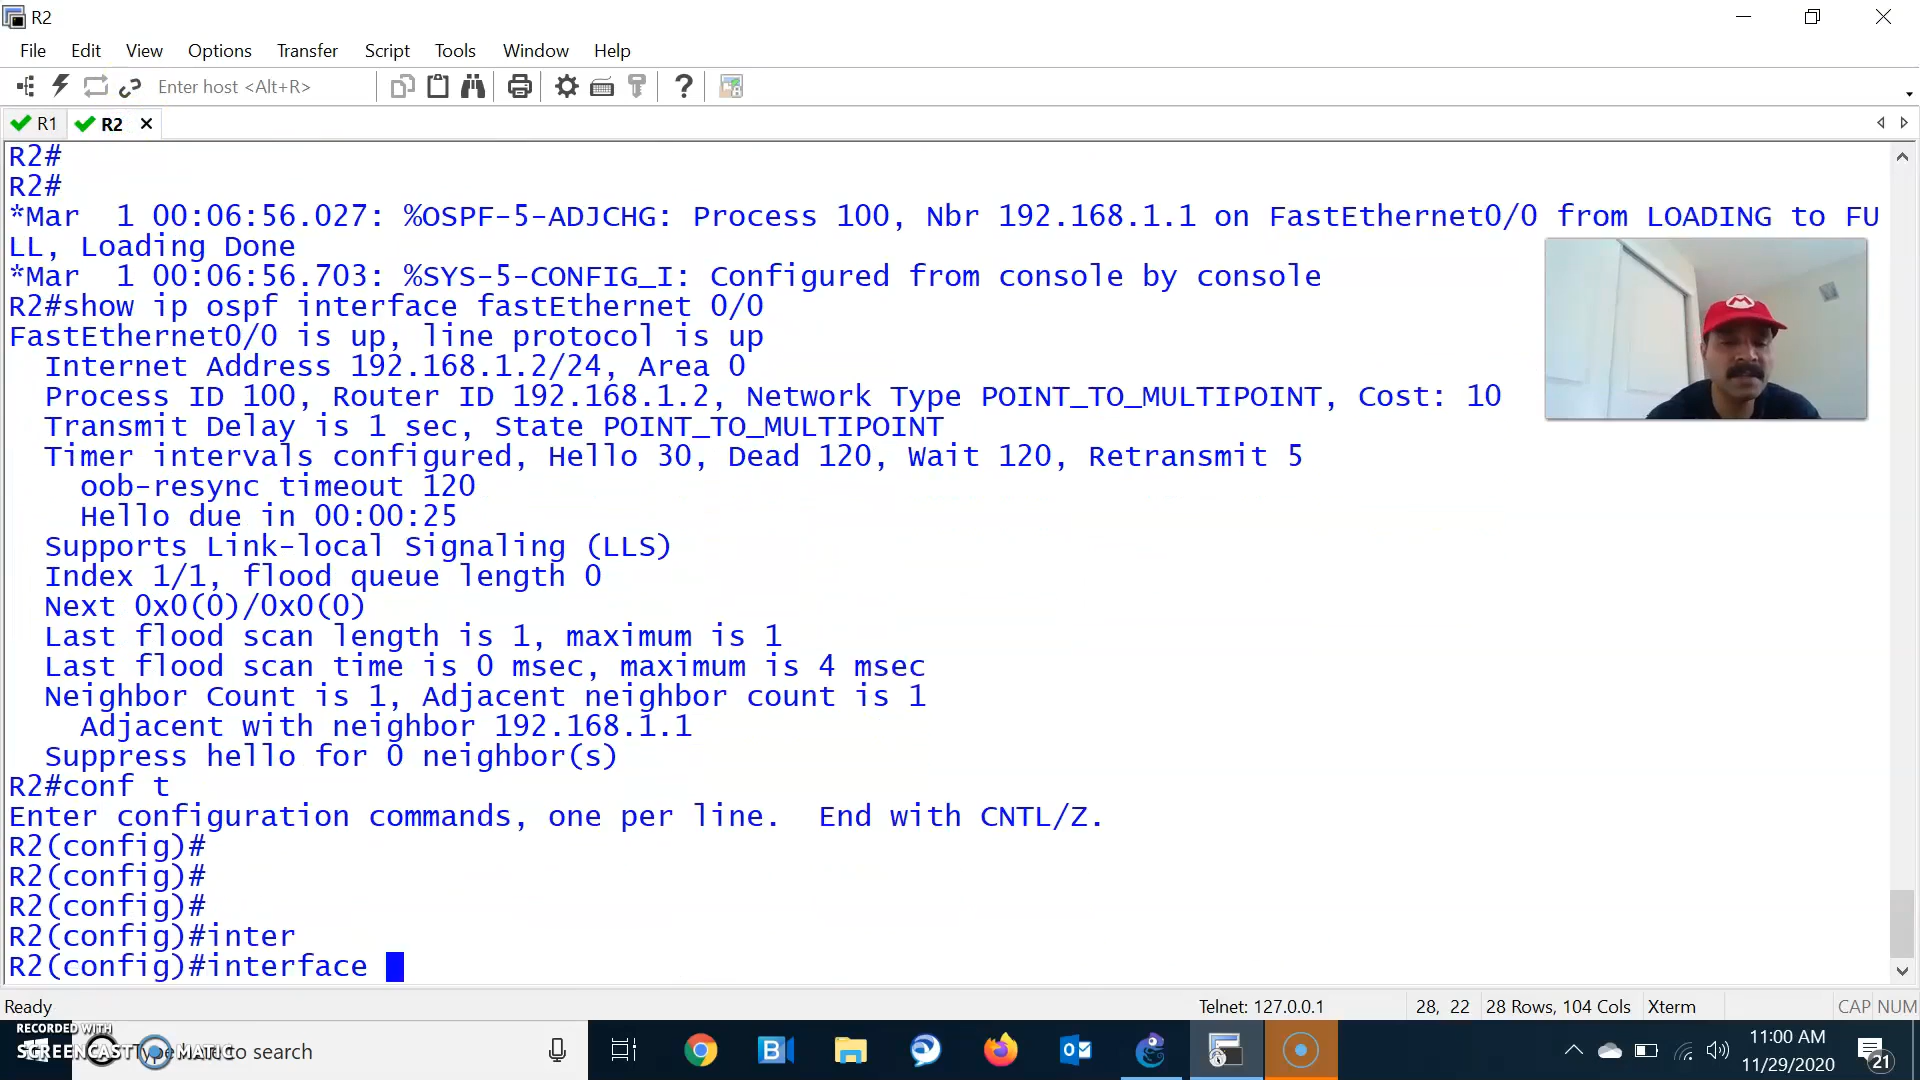 R2
File Edit View Options Transfer Script Tools Window Help
Enter host <Alt+R>
R1 R2
R2#
R2#
*Mar  1 00:06:56.027: %OSPF-5-ADJCHG: Process 100, Nbr 192.168.1.1 on FastEthernet0/0 from LOADING to FU
LL, Loading Done
*Mar  1 00:06:56.703: %SYS-5-CONFIG_I: Configured from console by console
R2#show ip ospf interface fastEthernet 0/0
FastEthernet0/0 is up, line protocol is up
  Internet Address 192.168.1.2/24, Area 0
  Process ID 100, Router ID 192.168.1.2, Network Type POINT_TO_MULTIPOINT, Cost: 10
  Transmit Delay is 1 sec, State POINT_TO_MULTIPOINT
  Timer intervals configured, Hello 30, Dead 120, Wait 120, Retransmit 5
    oob-resync timeout 120
    Hello due in 00:00:25
  Supports Link-local Signaling (LLS)
  Index 1/1, flood queue length 0
  Next 0x0(0)/0x0(0)
  Last flood scan length is 1, maximum is 1
  Last flood scan time is 0 msec, maximum is 4 msec
  Neighbor Count is 1, Adjacent neighbor count is 1
    Adjacent with neighbor 192.168.1.1
  Suppress hello for 0 neighbor(s)
R2#conf t
Enter configuration commands, one per line.  End with CNTL/Z.
R2(config)#
R2(config)#
R2(config)#
R2(config)#inter
R2(config)#interface
Ready Telnet: 127.0.0.1 28, 22 28 Rows, 104 Cols Xterm CAP NUM
RECORDED WITH
SCREENCAST MATIC
to search
11:00 AM
11/29/2020
21